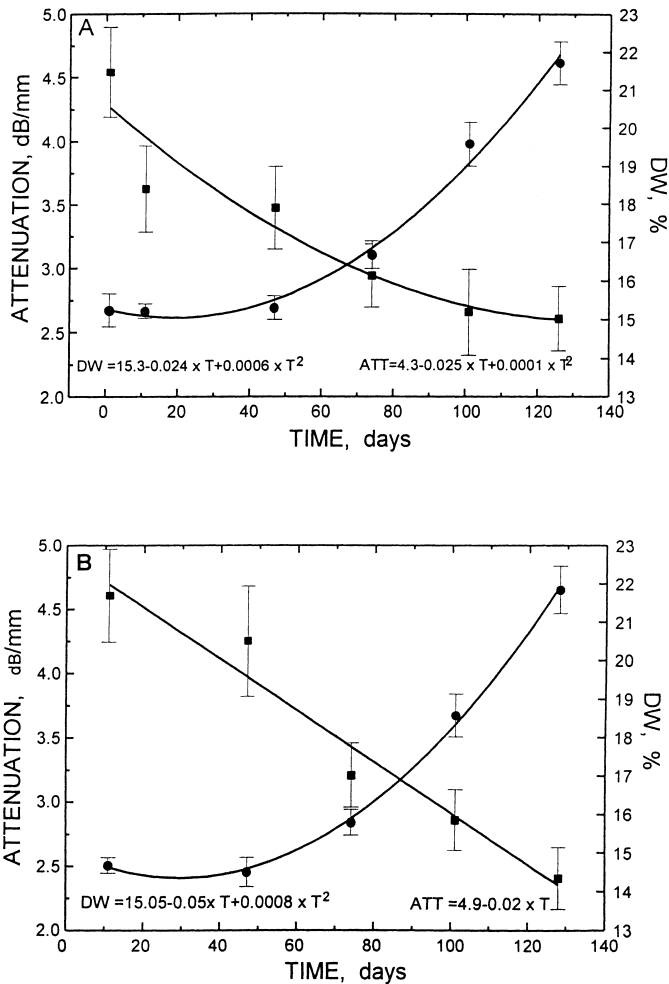 A
5.0
4.5
4.0
3.5
3.0
2.5
2.0
ATTENUATION, dB/mm
23
22
21
20
19
18
17
16
15
14
13
DW, %
DW =15.3-0.024 x T+0.0006 x T2
ATT=4.3-0.025 x T+0.0001 x T2
0 20 40 60 80 100 120 140
TIME, days
B
5.0
4.5
4.0
3.5
3.0
2.5
2.0
ATTENUATION, dB/mm
23
22
21
20
19
18
17
16
15
14
13
DW, %
DW =15.05-0.05x T+0.0008 x T2
ATT =4.9-0.02 x T
0 20 40 60 80 100 120 140
TIME, days